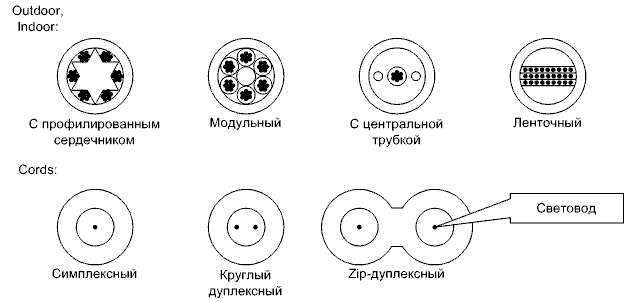 Outdoor,
Indoor:
С профилированным
сердечником
Модульный
С центральной
трубкой
Ленточный
Cords:
Симплексный
Круглый
дуплексный
Zip-дуплексный
Световод